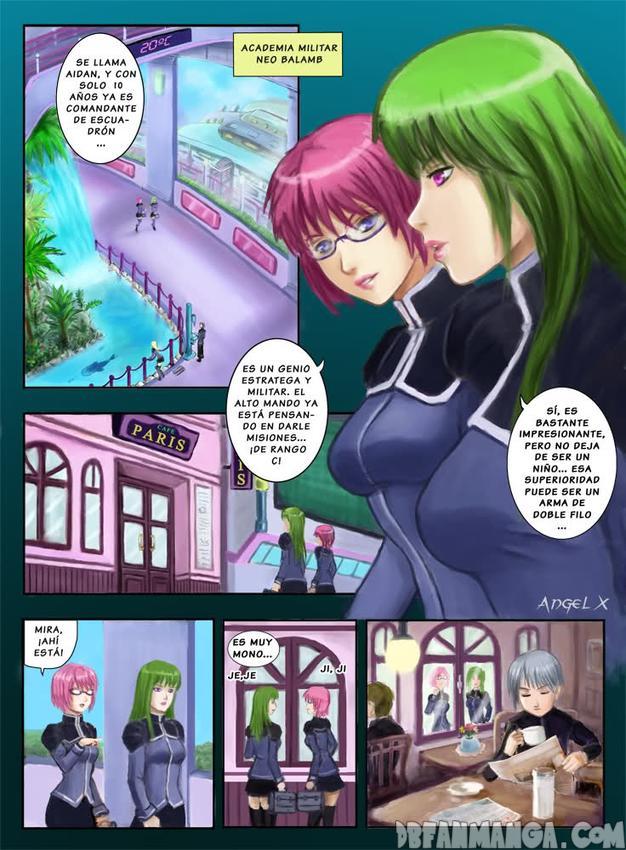 20°C
SE LLAMA
AIDAN, Y CON
SOLO 10
AÑOS YA ES
COMANDANTE
DE ESCUA-
DRÓN
...
ACADEMIA MILITAR
NEO BALAMB
ES UN GENIO
ESTRATEGA Y
MILITAR. EL
ALTO MANDO YA
ESTÁ PENSAN-
DO EN DARLE
MISIONES...
¡DE RANGO
C!
SÍ, ES
BASTANTE
IMPRESIONANTE,
PERO NO DEJA
DE SER UN
NIÑO... ESA
SUPERIORIDAD
PUEDE SER UN
ARMA DE
DOBLE FILO
...
CAFE
PARIS
IS
ANGEL X
MIRA,
¡AHÍ
ESTÁ!
ES MUY
MONO...
JE,JE
JI, JI
DBFANMANGA.COM